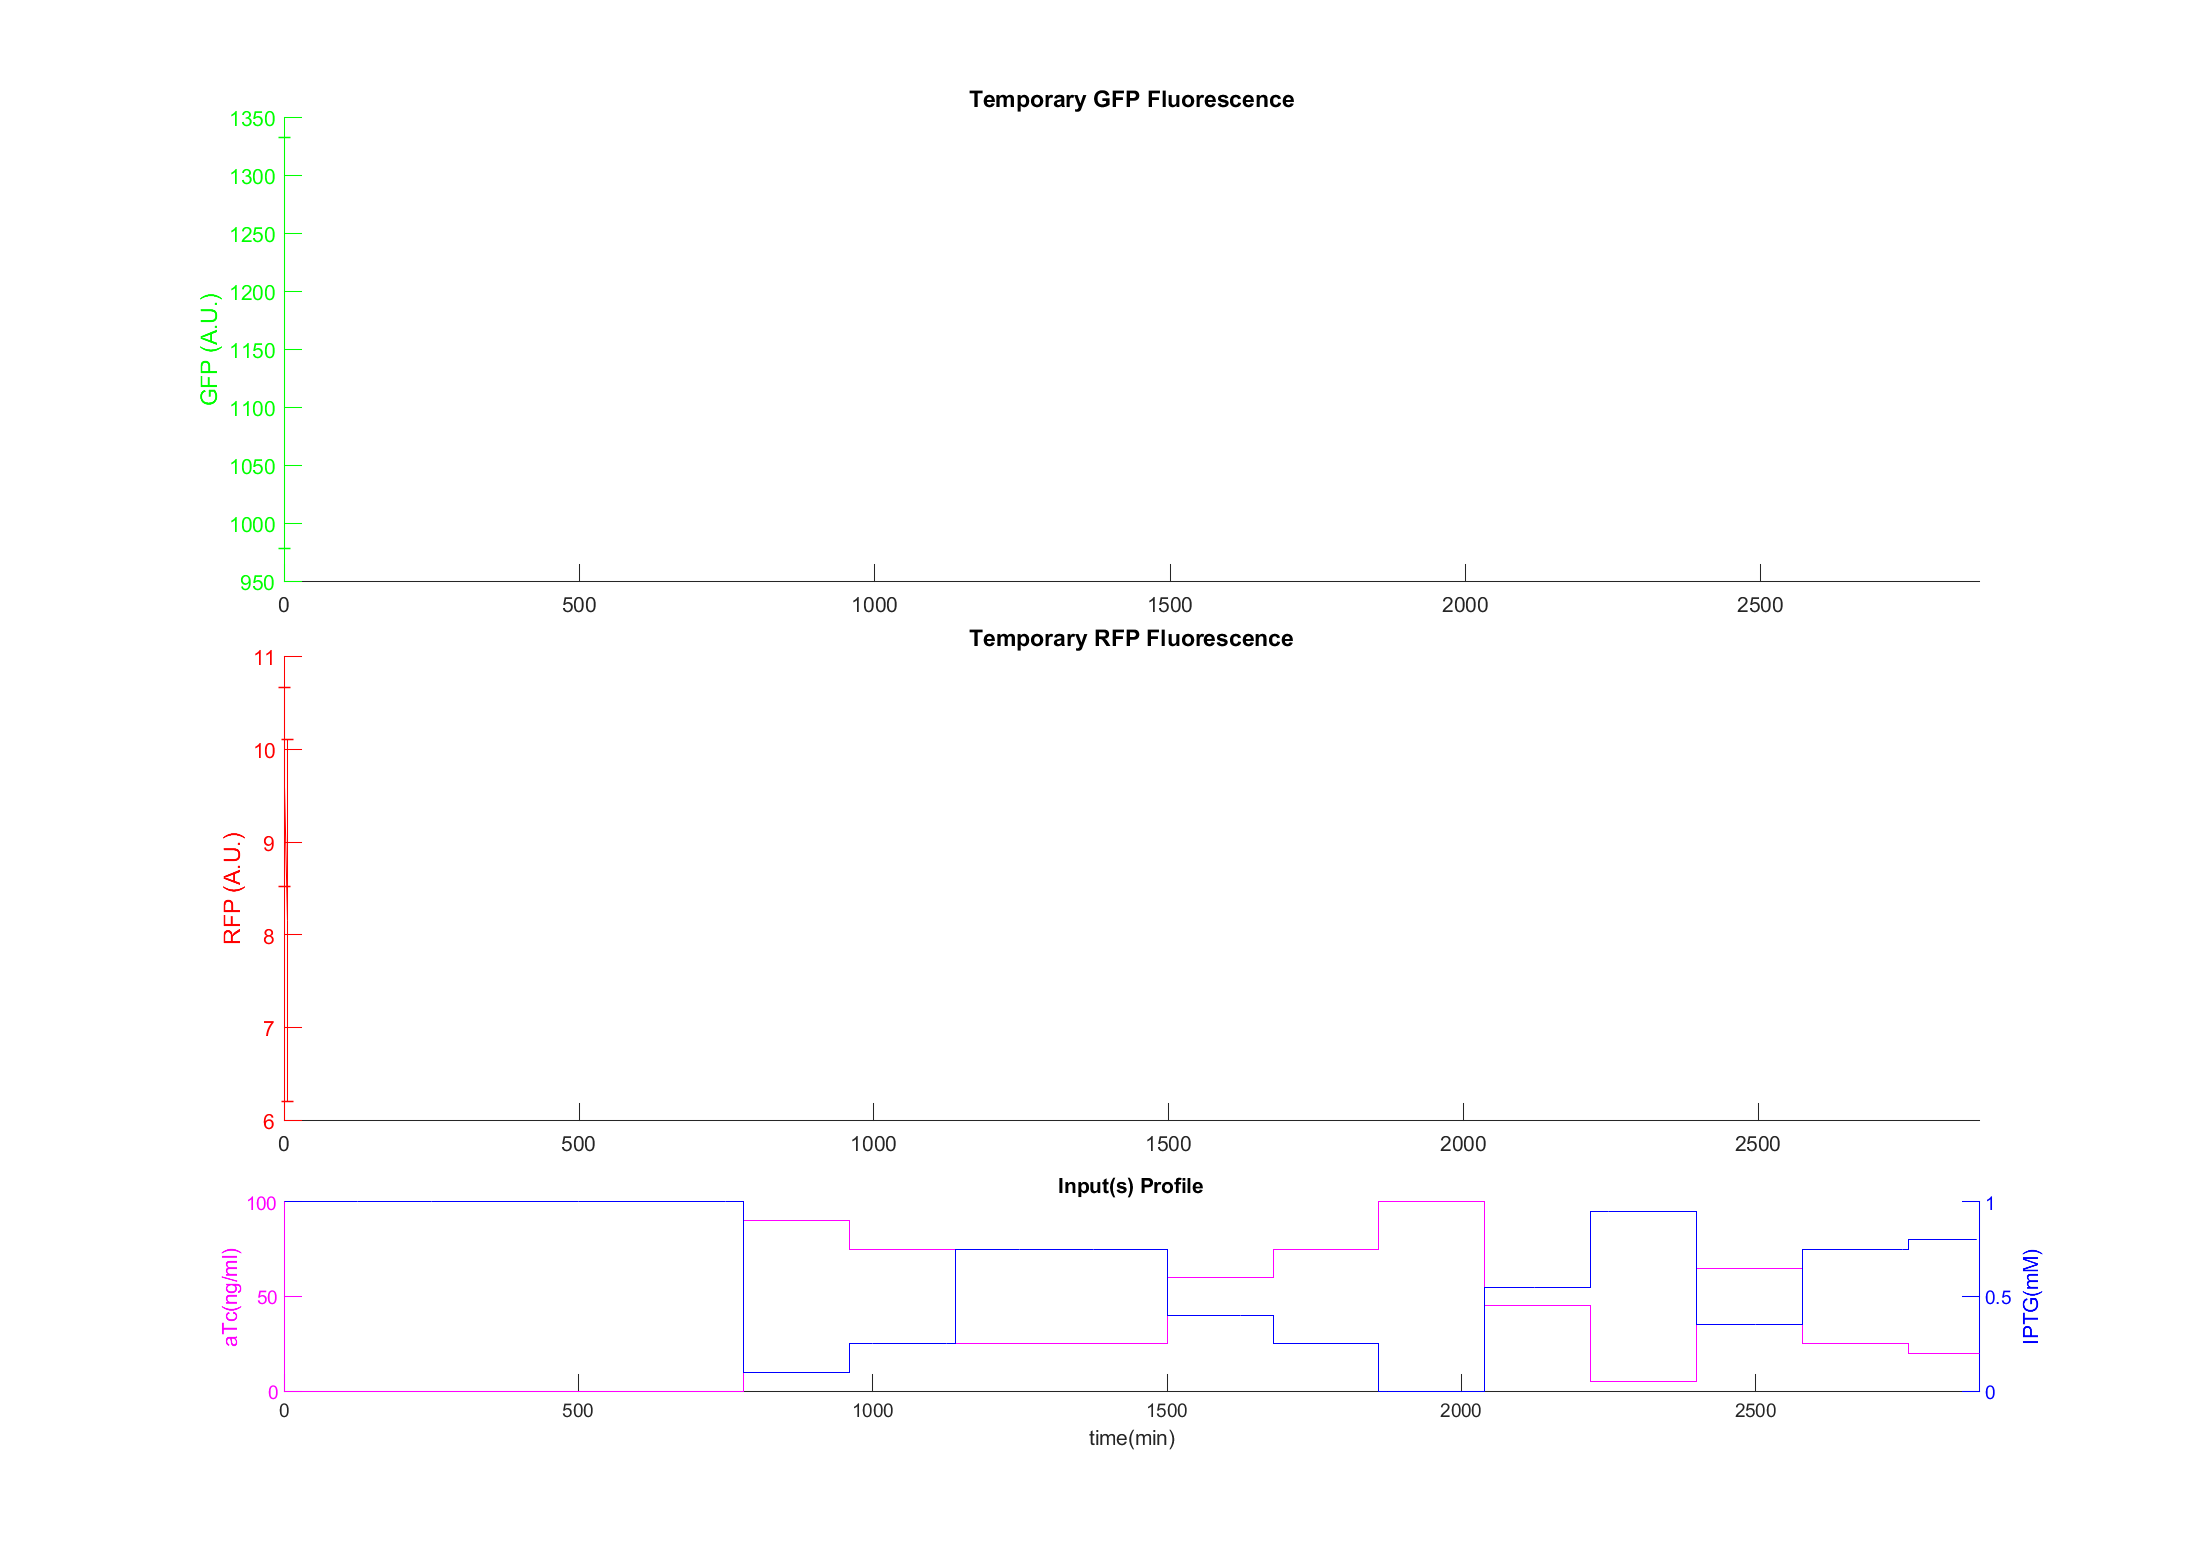 Temporary GFP Fluorescence
1350
1300
1250
1200
1150
1100
1050
1000
950
GFP (A.U.)
0 500 1000 1500 2000 2500
Temporary RFP Fluorescence
11
10
9
8
7
6
RFP (A.U.)
0 500 1000 1500 2000 2500
Input(s) Profile
100
50
0
aTc(ng/ml)
1
0.5
0
IPTG(mM)
0 500 1000 1500 2000 2500
time(min)